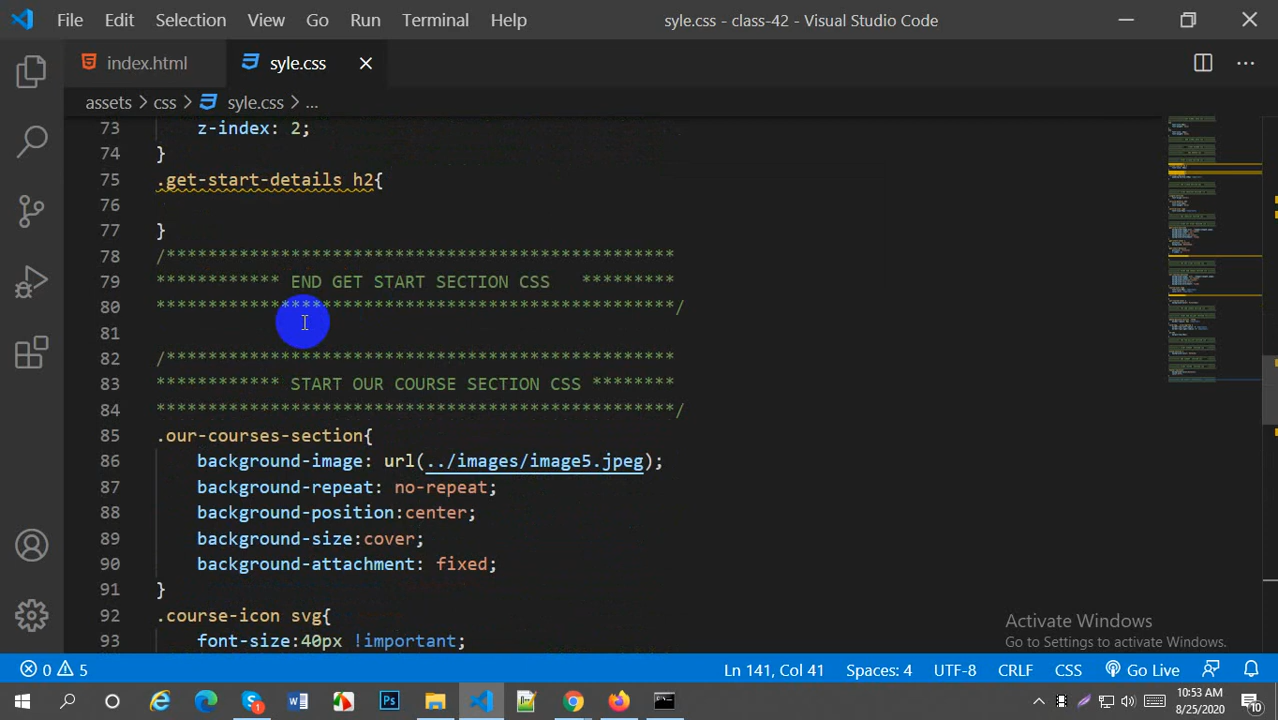 File Edit Selection View Go Run Terminal Help syle.css - class-42 - Visual Studio Code
index.html syle.css
assets > css > syle.css > ...
73 z-index: 2;
74 }
75 .get-start-details h2{
76
77 }
78 /*************************************************
79 ************ END GET START SECTION CSS *********
80 **************************************************/
81
82 /*************************************************
83 ************ START OUR COURSE SECTION CSS ********
84 **************************************************/
85 .our-courses-section{
86 background-image: url(../images/image5.jpeg);
87 background-repeat: no-repeat;
88 background-position:center;
89 background-size:cover;
90 background-attachment: fixed;
91 }
92 .course-icon svg{
93 font-size:40px !important;
Activate Windows
Go to Settings to activate Windows.
0 5 Ln 141, Col 41 Spaces: 4 UTF-8 CRLF CSS Go Live
10:53 AM
8/25/2020
10